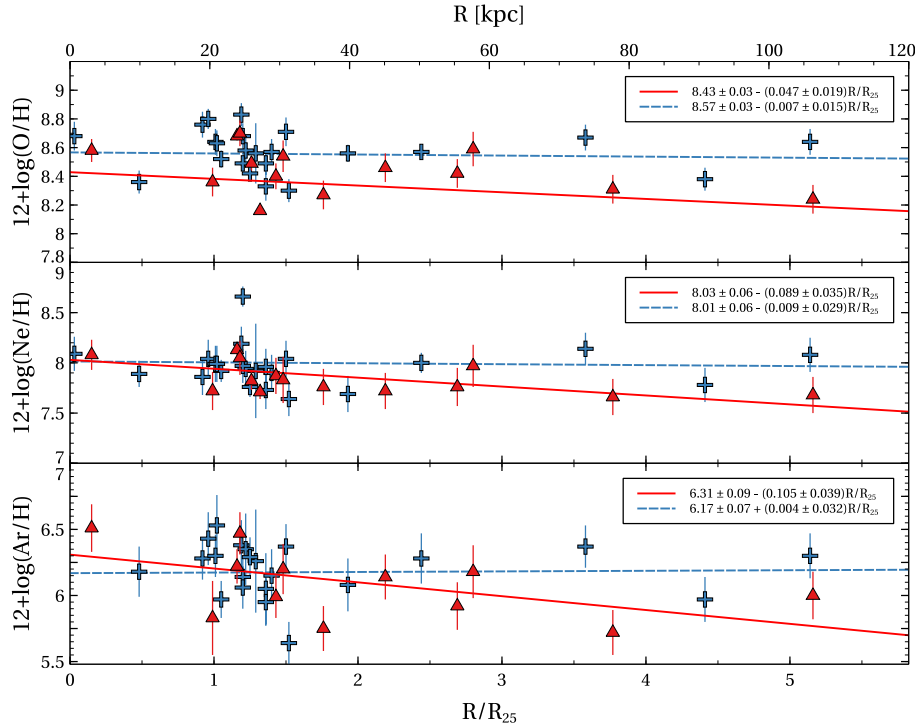 R [kpc]
0 20 40 60 80 100 120
12+log(O/H)
9
8.8
8.6
8.4
8.2
8
7.8
8.43 ± 0.03 - (0.047 ± 0.019)R/R25
8.57 ± 0.03 - (0.007 ± 0.015)R/R25
12+log(Ne/H)
9
8.5
8
7.5
7
8.03 ± 0.06 - (0.089 ± 0.035)R/R25
8.01 ± 0.06 - (0.009 ± 0.029)R/R25
12+log(Ar/H)
7
6.5
6
5.5
6.31 ± 0.09 - (0.105 ± 0.039)R/R25
6.17 ± 0.07 + (0.004 ± 0.032)R/R25
0 1 2 3 4 5
R/R25